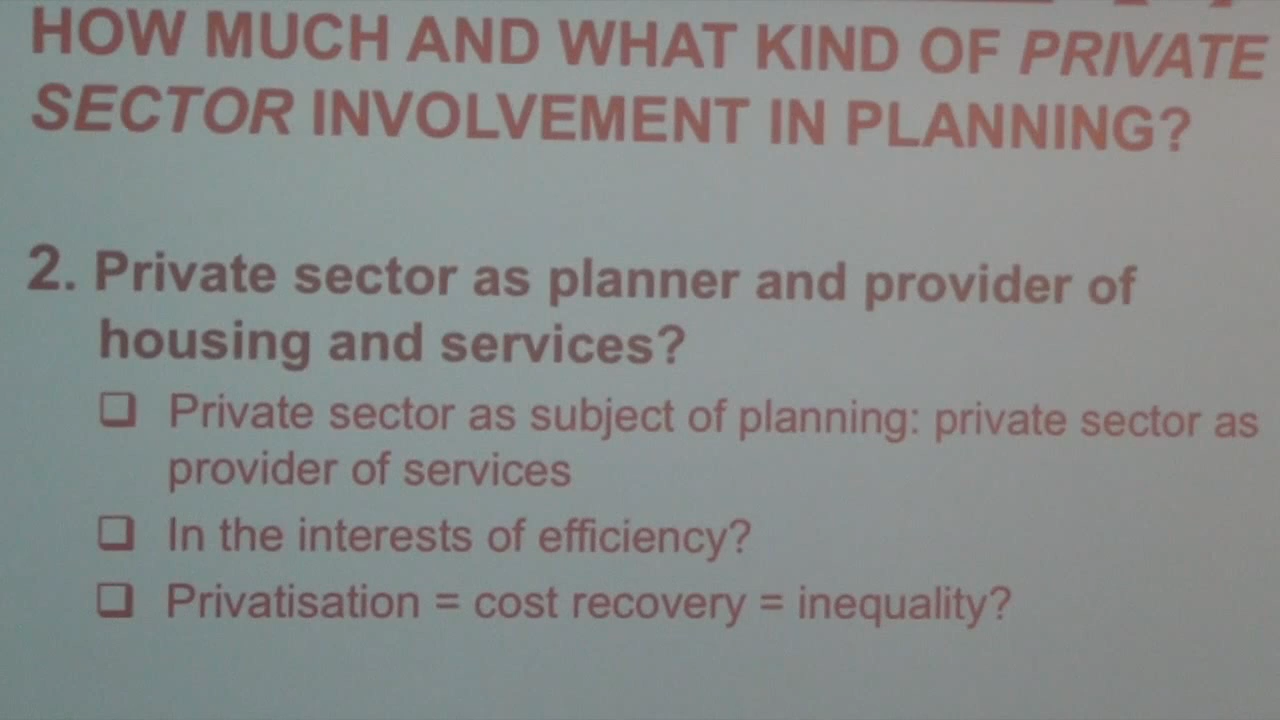 HOW MUCH AND WHAT KIND OF PRIVATE
SECTOR INVOLVEMENT IN PLANNING?
2. Private sector as planner and provider of
housing and services?
❑ Private sector as subject of planning: private sector as
provider of services
❑ In the interests of efficiency?
❑ Privatisation = cost recovery = inequality?